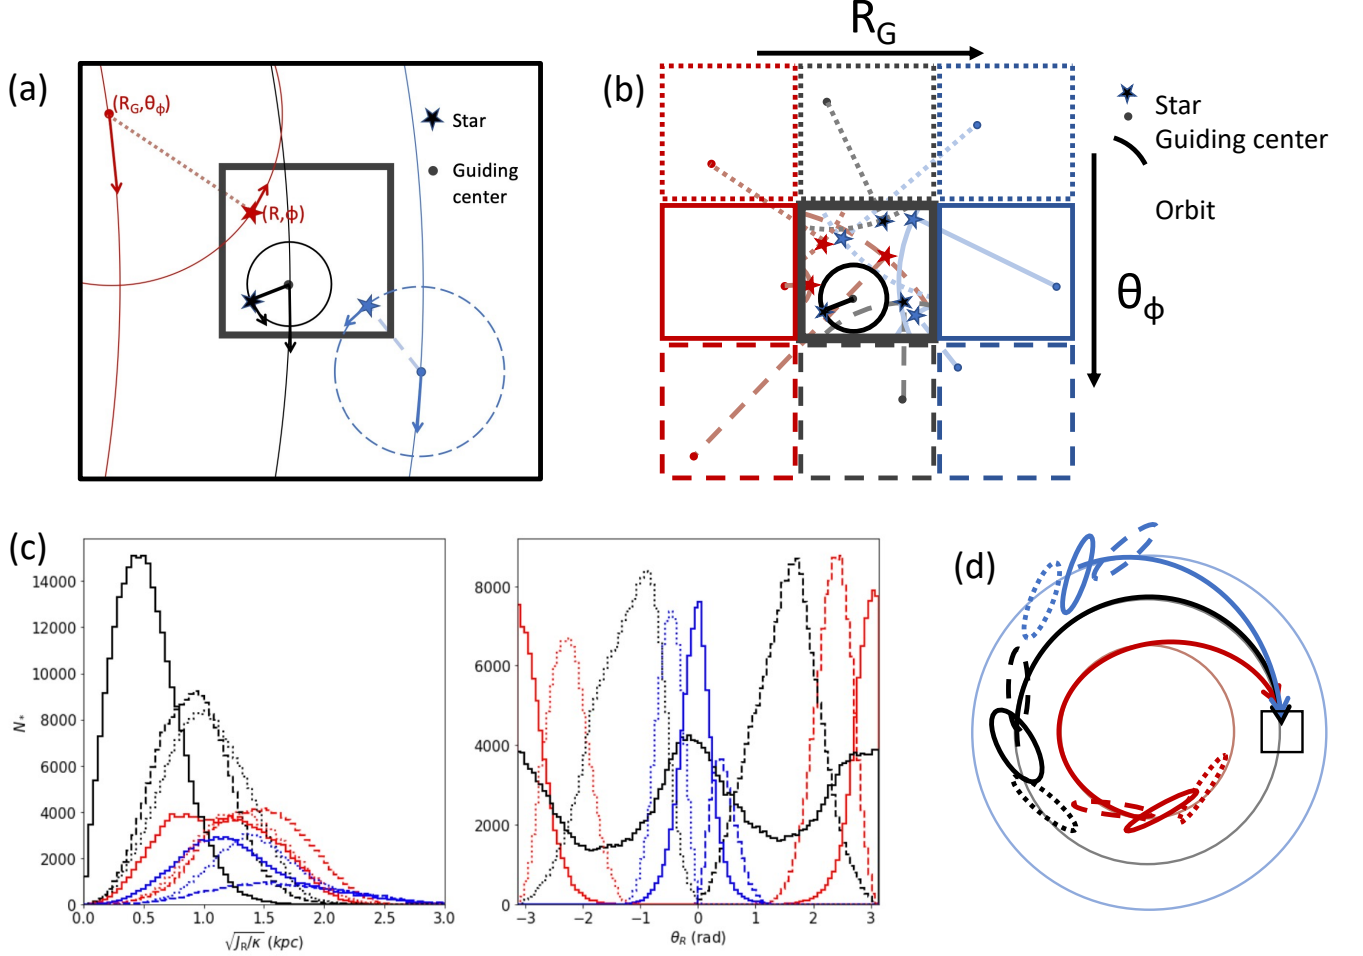 (a)
(R_G,θ_ϕ)
(R,ϕ)
Star
Guiding
center
R_G
(b)
Star
Guiding center
Orbit
θ_ϕ
(c)
N_*
14000
12000
10000
8000
6000
4000
2000
0
0.0 0.5 1.0 1.5 2.0 2.5 3.0
√J_R/κ (kpc)
8000
6000
4000
2000
0
−3 −2 −1 0 1 2 3
θ_R (rad)
(d)